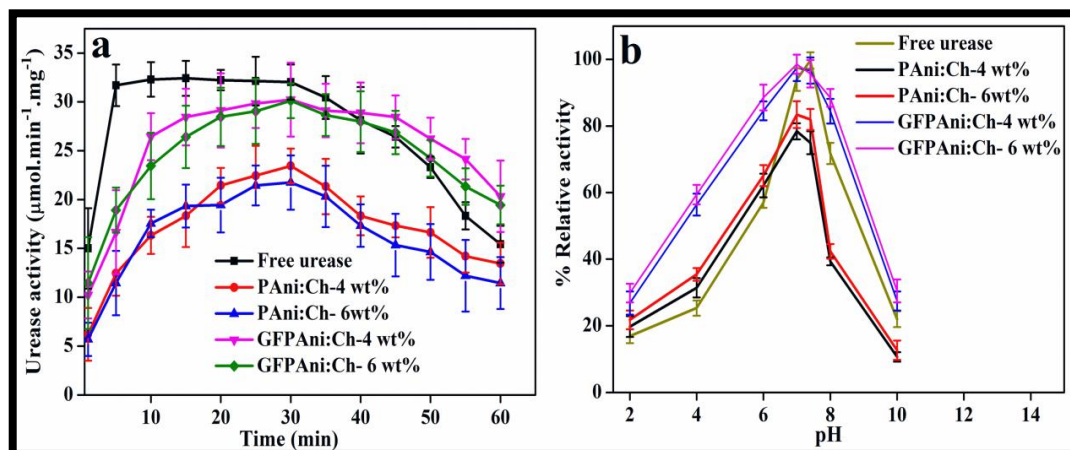 a
Urease activity (µmol.min⁻¹.mg⁻¹)
35
30
25
20
15
10
5
0
Free urease
PAni:Ch-4 wt%
PAni:Ch- 6wt%
GFPAni:Ch-4 wt%
GFPAni:Ch- 6 wt%
10 20 30 40 50 60
Time (min)
b
% Relative activity
100
80
60
40
20
0
Free urease
PAni:Ch-4 wt%
PAni:Ch- 6wt%
GFPAni:Ch-4 wt%
GFPAni:Ch- 6 wt%
2 4 6 8 10 12 14
pH